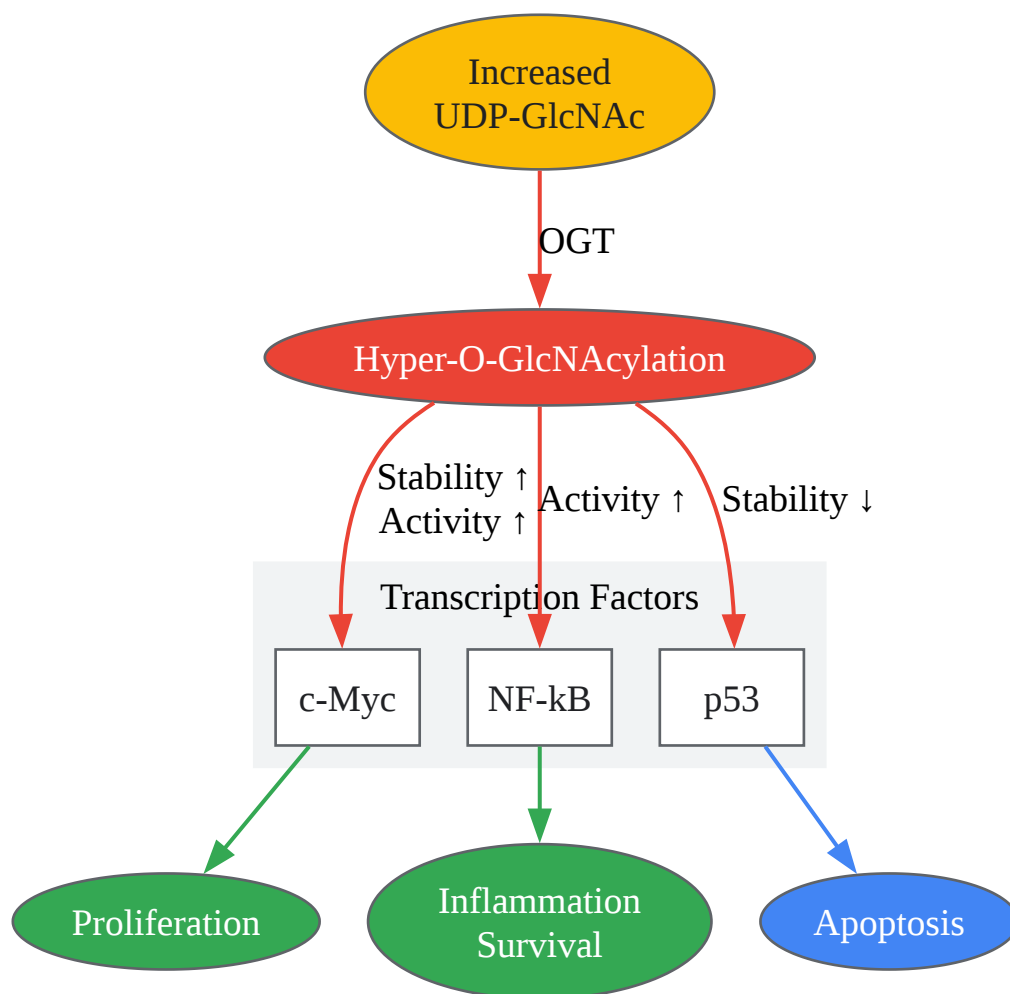 Increased
UDP-GlcNAc
OGT
Hyper-O-GlcNAcylation
Stability ↑
Activity ↑
Activity ↑
Stability ↓
Transcription Factors
c-Myc
NF-kB
p53
Proliferation
Inflammation
Survival
Apoptosis